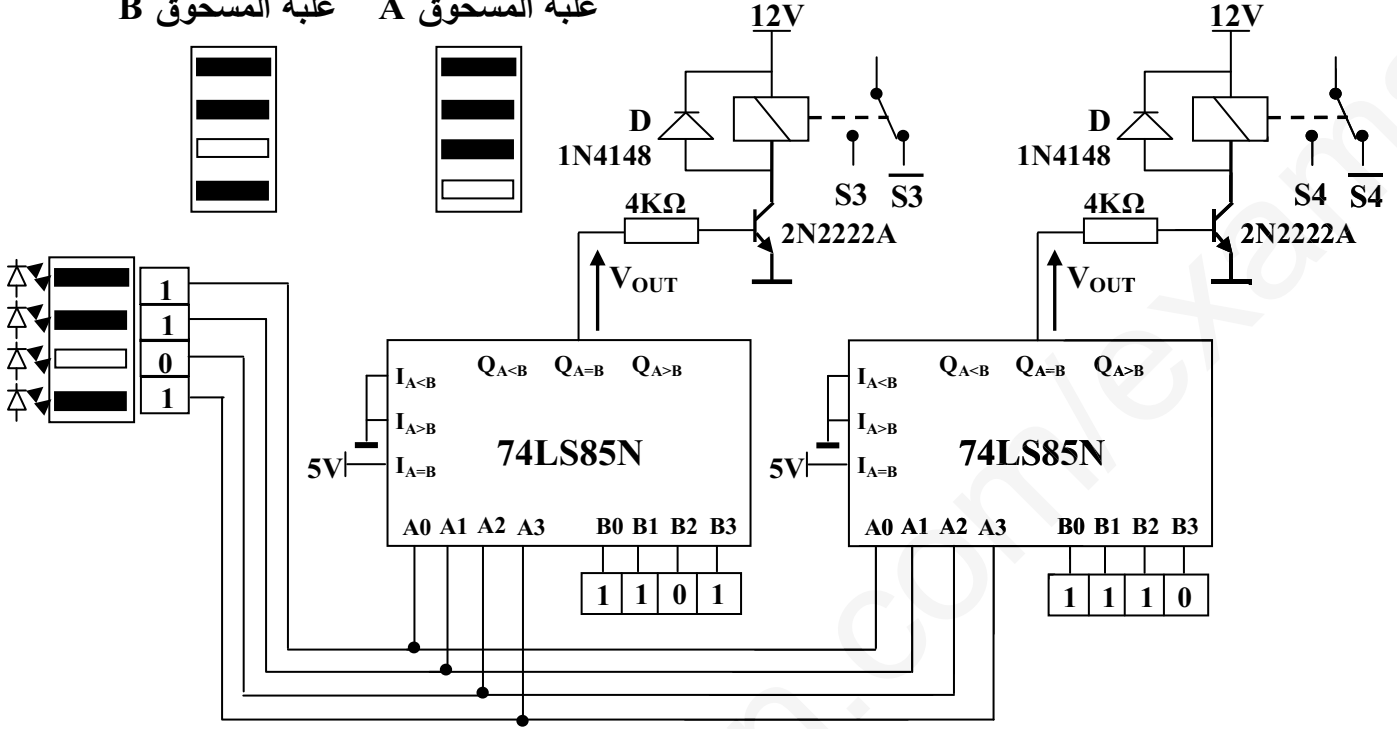 علبة المسحوق B علبة المسحوق A
12V 12V
D D
1N4148 1N4148
S3 S3 S4 S4
4KΩ 4KΩ
2N2222A 2N2222A
VOUT VOUT
1
1
0
1
IA<B QA<B QA=B QA>B IA<B QA<B QA=B QA>B
IA>B IA>B
74LS85N 74LS85N
5V IA=B 5V IA=B
A0 A1 A2 A3 B0 B1 B2 B3 A0 A1 A2 A3 B0 B1 B2 B3
1 1 0 1 1 1 1 0